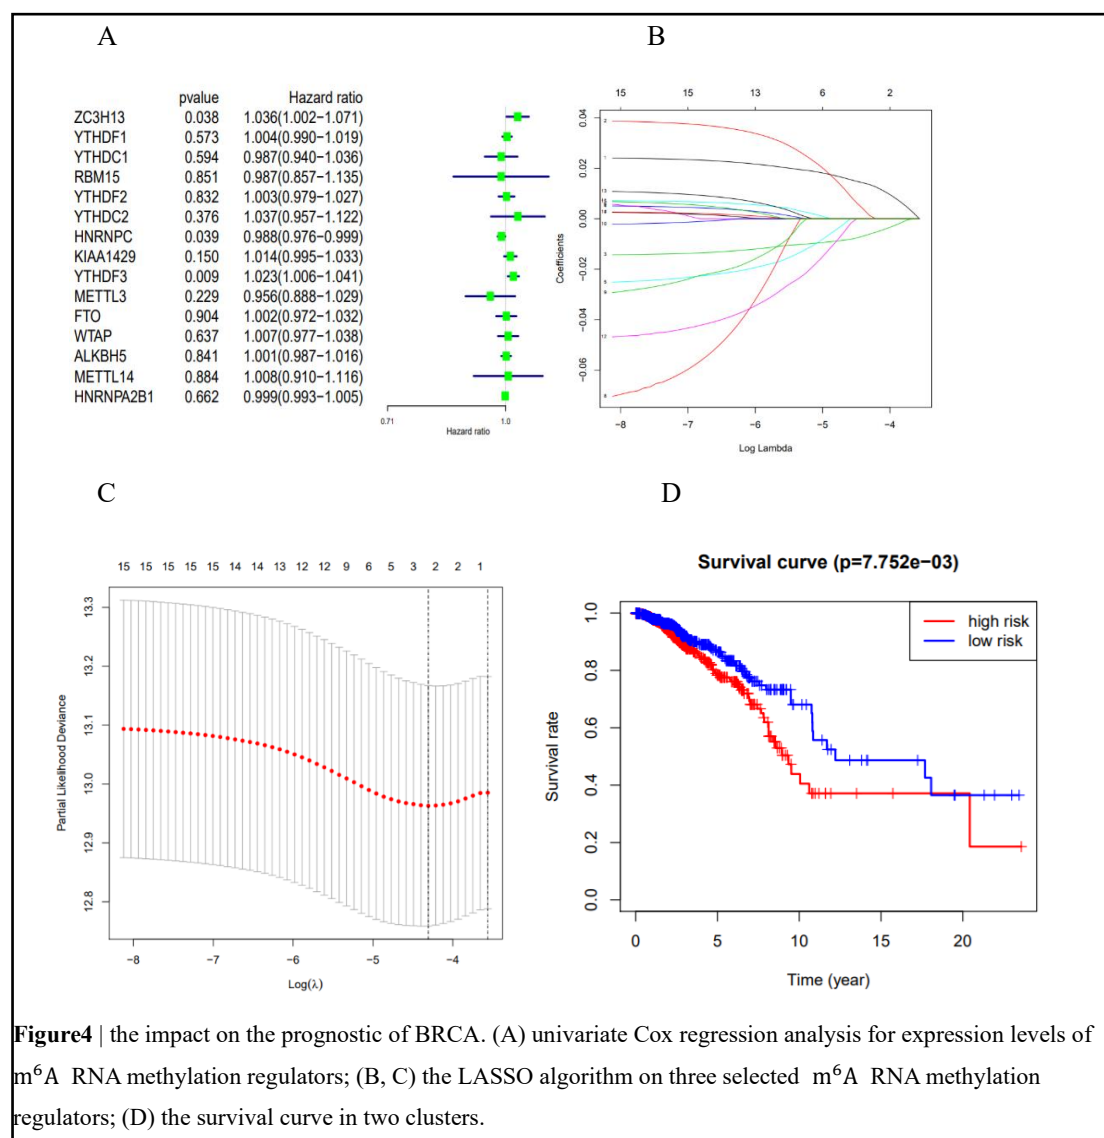 A
B
pvalue Hazard ratio
ZC3H13 0.038 1.036(1.002−1.071)
YTHDF1 0.573 1.004(0.990−1.019)
YTHDC1 0.594 0.987(0.940−1.036)
RBM15 0.851 0.987(0.857−1.135)
YTHDF2 0.832 1.003(0.979−1.027)
YTHDC2 0.376 1.037(0.957−1.122)
HNRNPC 0.039 0.988(0.976−0.999)
KIAA1429 0.150 1.014(0.995−1.033)
YTHDF3 0.009 1.023(1.006−1.041)
METTL3 0.229 0.956(0.888−1.029)
FTO 0.904 1.002(0.972−1.032)
WTAP 0.637 1.007(0.977−1.038)
ALKBH5 0.841 1.001(0.987−1.016)
METTL14 0.884 1.008(0.910−1.116)
HNRNPA2B1 0.662 0.999(0.993−1.005)
0.71 1.0
Hazard ratio
15 15 13 6 2
0.04
0.02
0.00
−0.02
−0.04
−0.06
Coefficients
2
1
3
−8 −7 −6 −5 −4
Log Lambda
C
D
15 15 15 15 15 14 14 13 12 12 9 6 5 3 2 2 1
13.3
13.2
13.1
13.0
12.9
12.8
Partial Likelihood Deviance
−8 −7 −6 −5 −4
Log(λ)
Survival curve (p=7.752e−03)
high risk
low risk
1.0
0.8
0.6
0.4
0.2
0.0
Survival rate
0 5 10 15 20
Time (year)
Figure4 | the impact on the prognostic of BRCA. (A) univariate Cox regression analysis for expression levels of
m⁶A RNA methylation regulators; (B, C) the LASSO algorithm on three selected m⁶A RNA methylation
regulators; (D) the survival curve in two clusters.